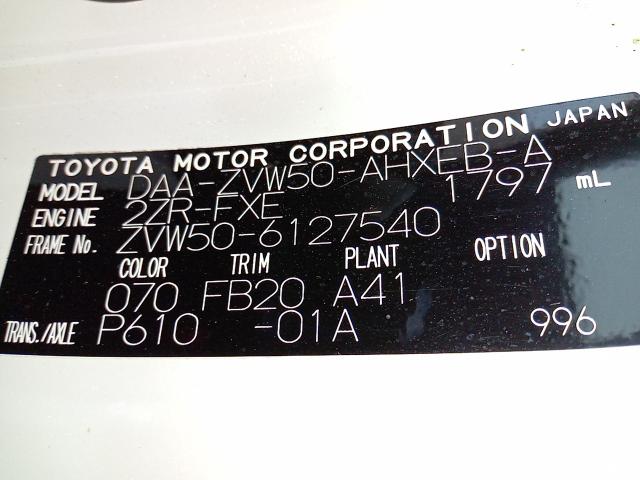 TOYOTA MOTOR CORPORATION JAPAN
MODEL DAA-ZVW50-AHXEB-A
ENGINE 2ZR-FXE 1797 mL
FRAME No. ZVW50-6127540
COLOR TRIM PLANT OPTION
070 FB20 A41
TRANS./AXLE P610 -01A 996